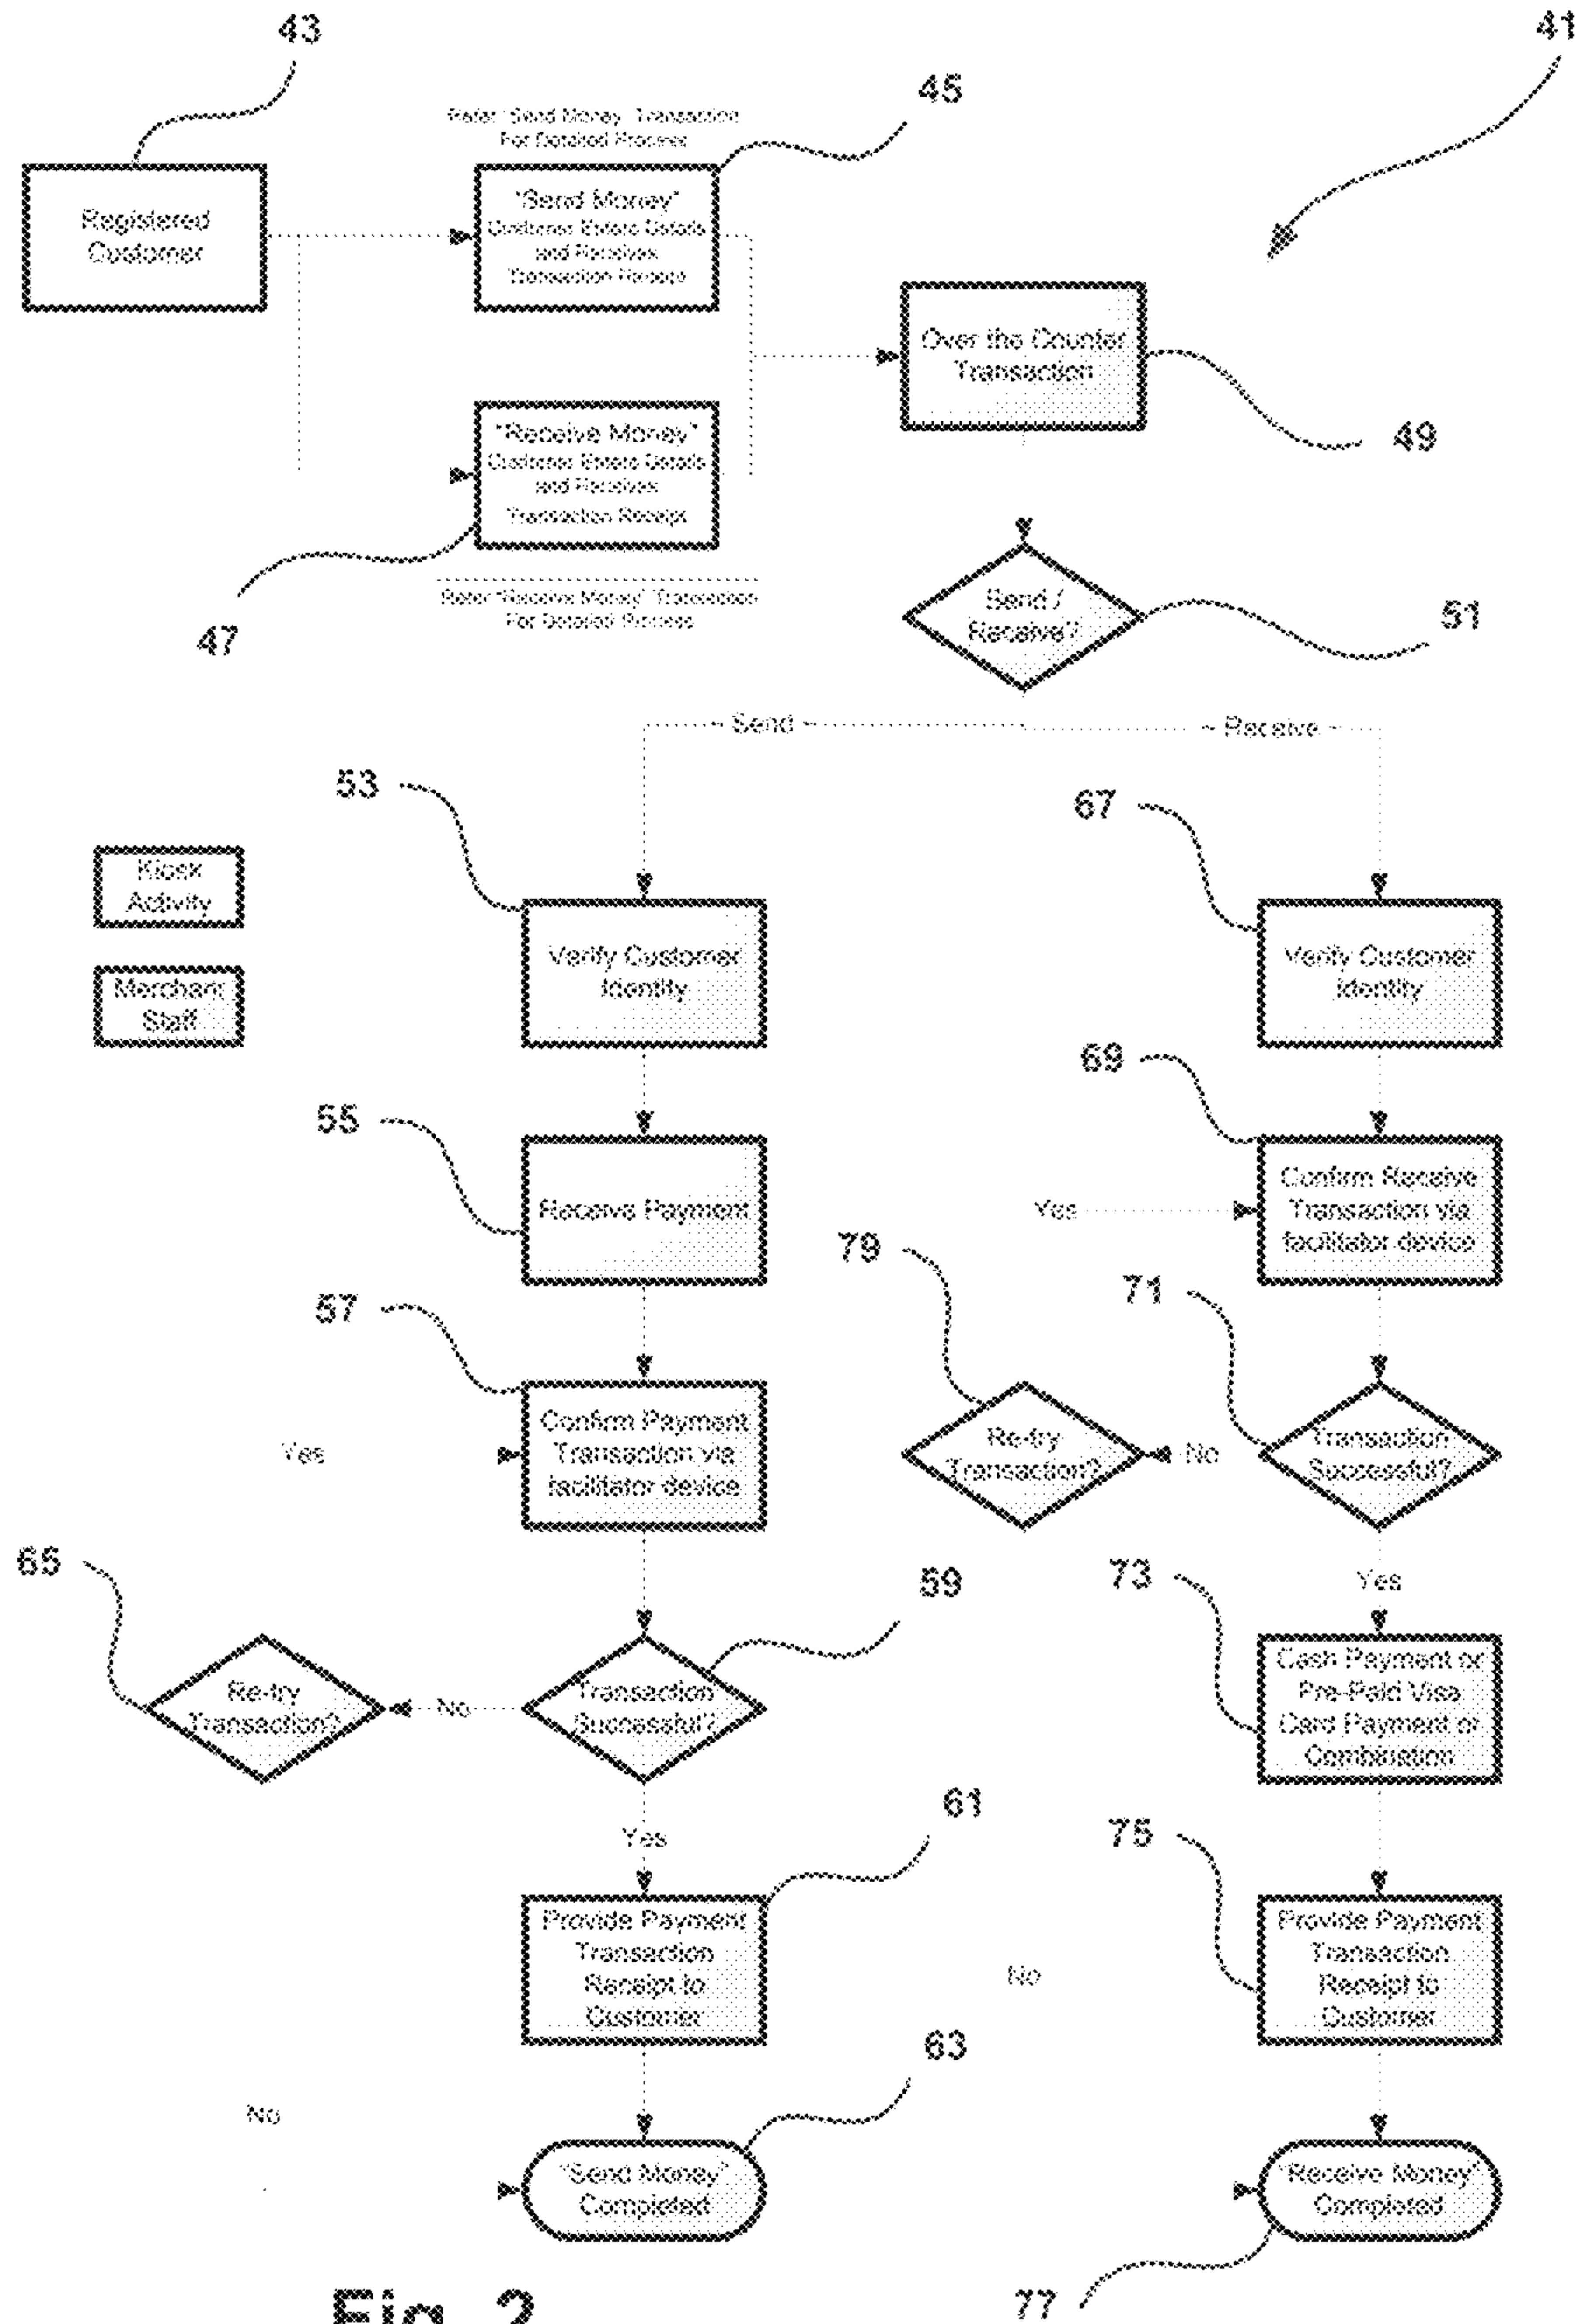 43
41
45
Refer "Send Money" Transaction
For Detailed Process
Registered
Customer
"Send Money"
Customer Enters Details
and Receives
Transaction Receipt
Over the Counter
Transaction
49
"Receive Money"
Customer Enters Details
and Receives
Transaction Receipt
47
Refer "Receive Money" Transaction
For Detailed Process
Send /
Receive?
51
Send
Receive
53
67
Kiosk
Activity
Merchant
Staff
Verify Customer
Identity
Verify Customer
Identity
69
55
Receive Payment
Yes
Confirm Receive
Transaction via
facilitator device
79
71
57
Yes
Confirm Payment
Transaction via
facilitator device
Re-try
Transaction?
No
Transaction
Successful?
65
59
73
Yes
Re-try
Transaction?
No
Transaction
Successful?
Cash Payment or
Pre-Paid Visa
Card Payment or
Combination
61
75
Yes
Provide Payment
Transaction
Receipt to
Customer
No
Provide Payment
Transaction
Receipt to
Customer
63
No
"Send Money"
Completed
"Receive Money"
Completed
77
Fig. 2